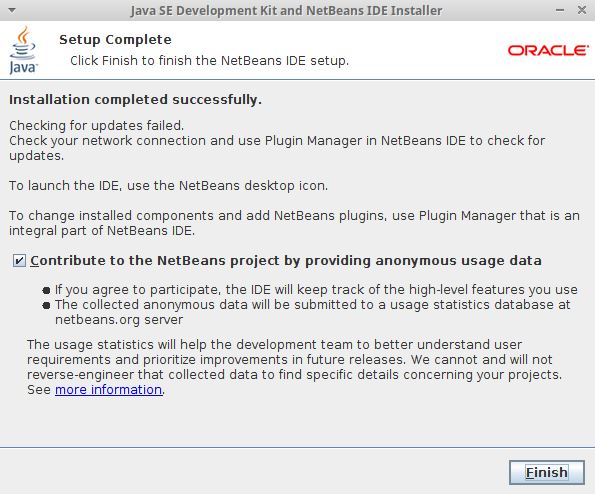 Java SE Development Kit and NetBeans IDE Installer
Setup Complete
Click Finish to finish the NetBeans IDE setup.
Java
ORACLE
Installation completed successfully.
Checking for updates failed.
Check your network connection and use Plugin Manager in NetBeans IDE to check for
updates.
To launch the IDE, use the NetBeans desktop icon.
To change installed components and add NetBeans plugins, use Plugin Manager that is an
integral part of NetBeans IDE.
Contribute to the NetBeans project by providing anonymous usage data
If you agree to participate, the IDE will keep track of the high-level features you use
The collected anonymous data will be submitted to a usage statistics database at
netbeans.org server
The usage statistics will help the development team to better understand user
requirements and prioritize improvements in future releases. We cannot and will not
reverse-engineer that collected data to find specific details concerning your projects.
See more information.
Finish